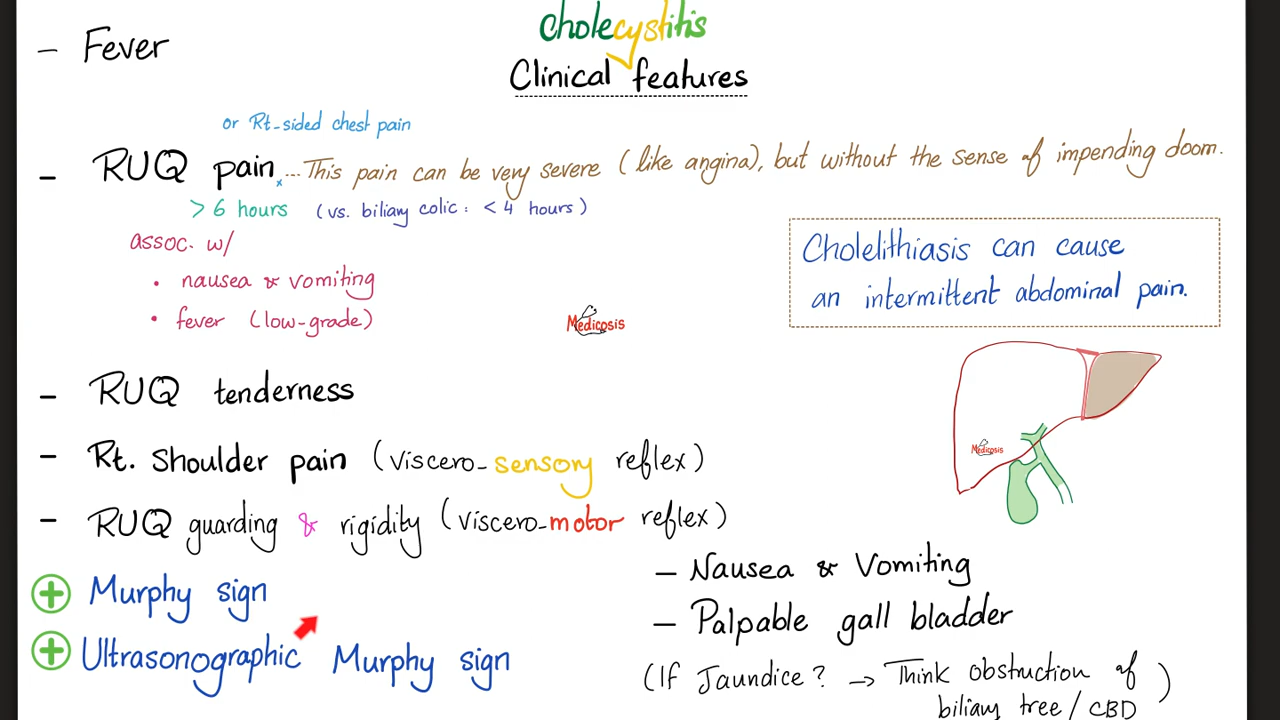 Cholecystitis
Clinical features
– Fever
or Rt-sided chest pain
– RUQ pain ... This pain can be very severe (like angina), but without the sense of impending doom.
> 6 hours (vs. biliary colic: < 4 hours)
assoc. w/
• nausea & vomiting
• fever (low-grade)
Cholelithiasis can cause
an intermittent abdominal pain.
Medicosis
– RUQ tenderness
– Rt. Shoulder pain (viscero-sensory reflex)
– RUQ guarding & rigidity (viscero-motor reflex)
+ Murphy sign
+ Ultrasonographic Murphy sign
Medicosis
– Nausea & Vomiting
– Palpable gall bladder
(If Jaundice? → Think obstruction of
biliary tree / CBD)